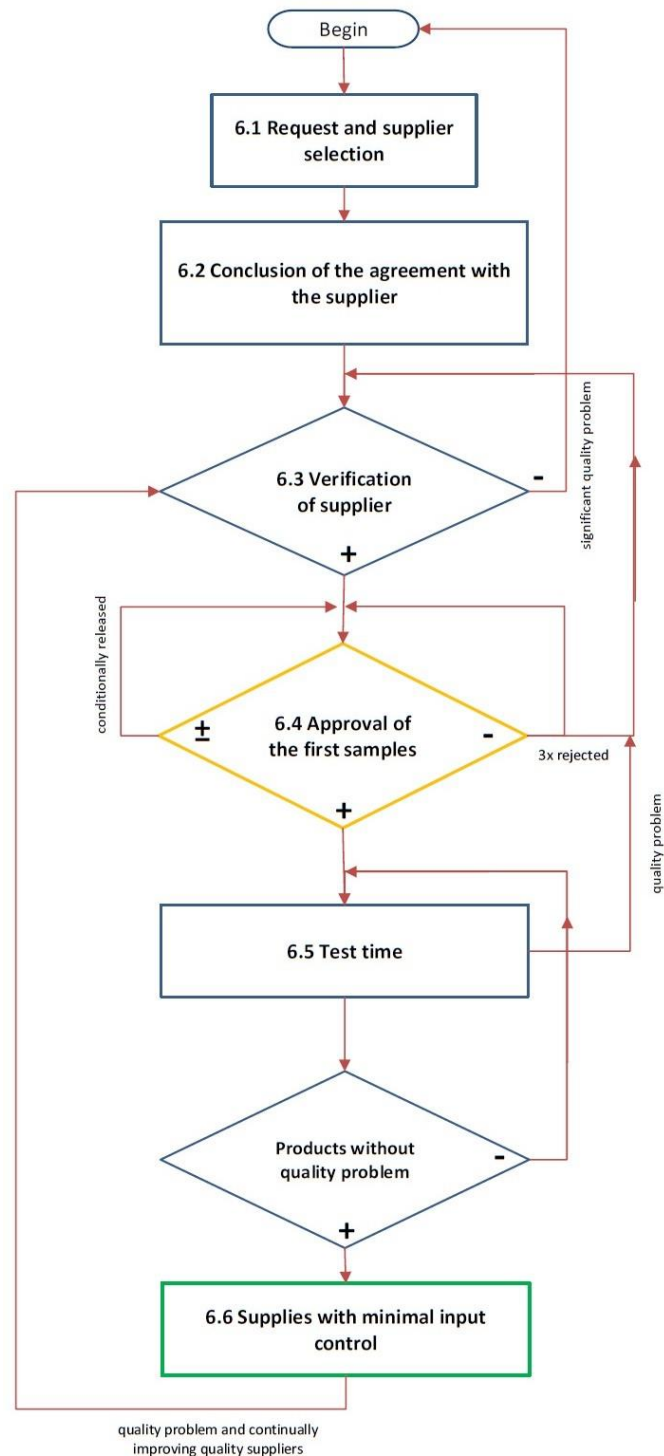 Begin
6.1 Request and supplier
selection
6.2 Conclusion of the agreement with
the supplier
significant quality problem
6.3 Verification
of supplier
-
+
conditionally released
±
6.4 Approval of
the first samples
-
3x rejected
+
quality problem
6.5 Test time
Products without
quality problem
-
+
6.6 Supplies with minimal input
control
quality problem and continually
improving quality suppliers